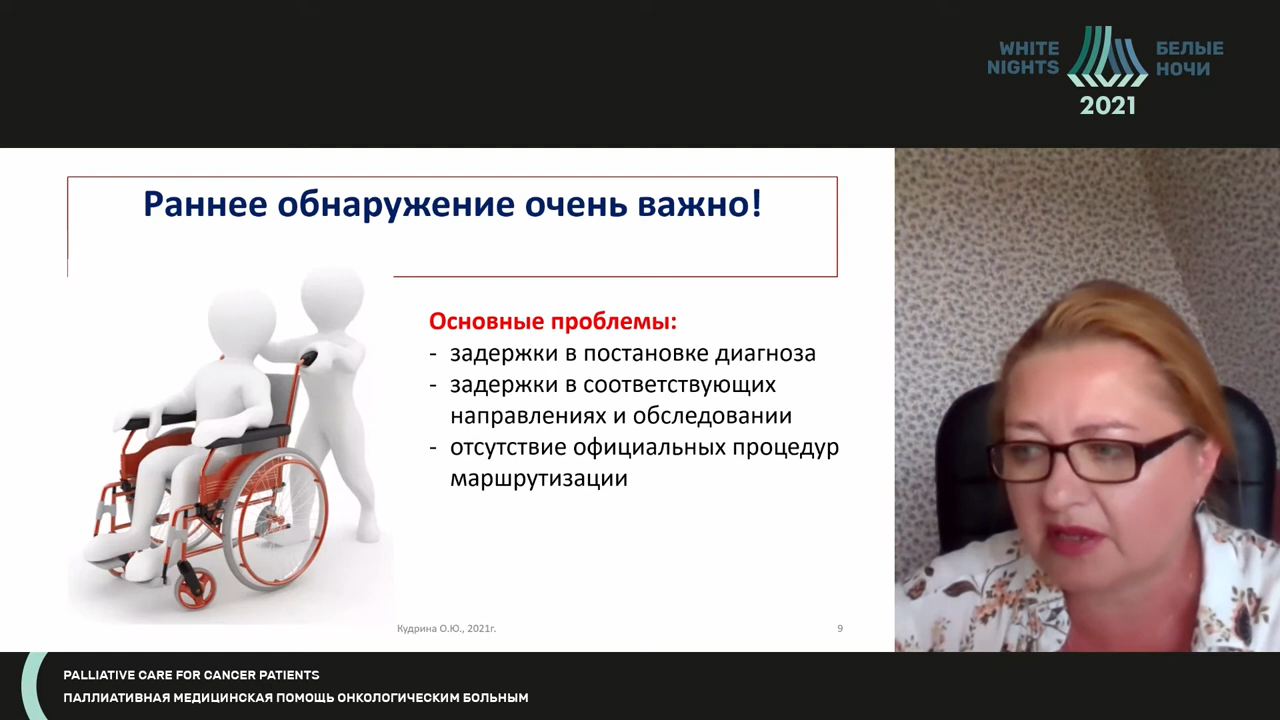 WHITE
NIGHTS
БЕЛЫЕ
НОЧИ
2021
Раннее обнаружение очень важно!
Основные проблемы:
- задержки в постановке диагноза
- задержки в соответствующих
направлениях и обследовании
- отсутствие официальных процедур
маршрутизации
Кудрина О.Ю., 2021г.
9
PALLIATIVE CARE FOR CANCER PATIENTS
ПАЛЛИАТИВНАЯ МЕДИЦИНСКАЯ ПОМОЩЬ ОНКОЛОГИЧЕСКИМ БОЛЬНЫМ